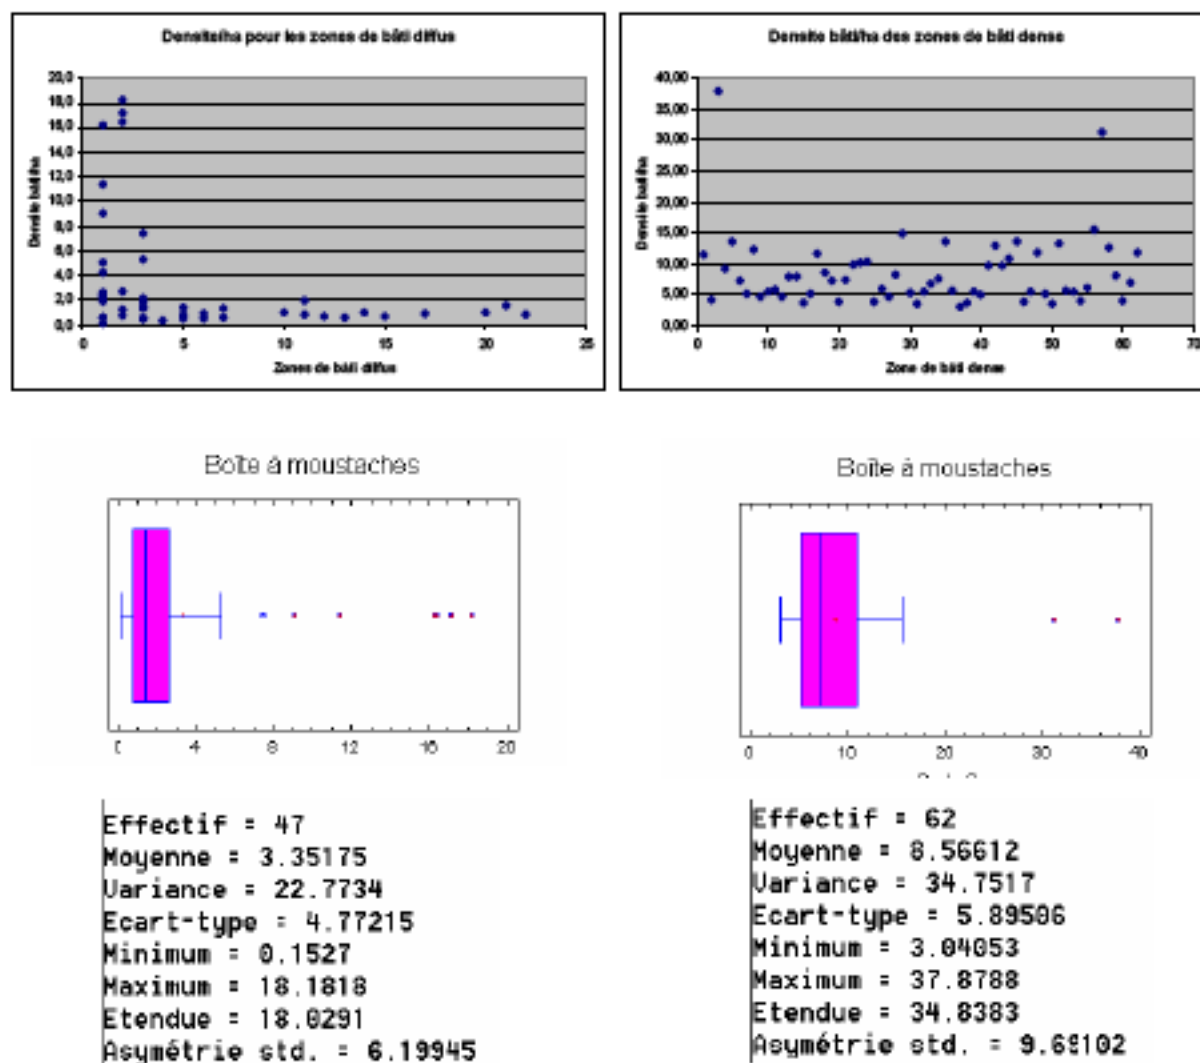 Densite/ha pour les zones de bâti diffus
Densite bâti/ha
20,0
18,0
16,0
14,0
12,0
10,0
8,0
6,0
4,0
2,0
0,0
0 5 10 15 20 25
Zones de bâti diffus
Densite bâti/ha des zones de bâti dense
Densite bâti/ha
40,00
35,00
30,00
25,00
20,00
15,00
10,00
5,00
0,00
0 10 20 30 40 50 60 70
Zone de bâti dense
Boîte à moustaches
0 4 8 12 16 20
Boîte à moustaches
0 10 20 30 40
Effectif = 47
Moyenne = 3.35175
Variance = 22.7734
Ecart-type = 4.77215
Minimum = 0.1527
Maximum = 18.1818
Etendue = 18.0291
Asymétrie std. = 6.19945
Effectif = 62
Moyenne = 8.56612
Variance = 34.7517
Ecart-type = 5.89506
Minimum = 3.04053
Maximum = 37.8788
Etendue = 34.8383
Asymétrie std. =